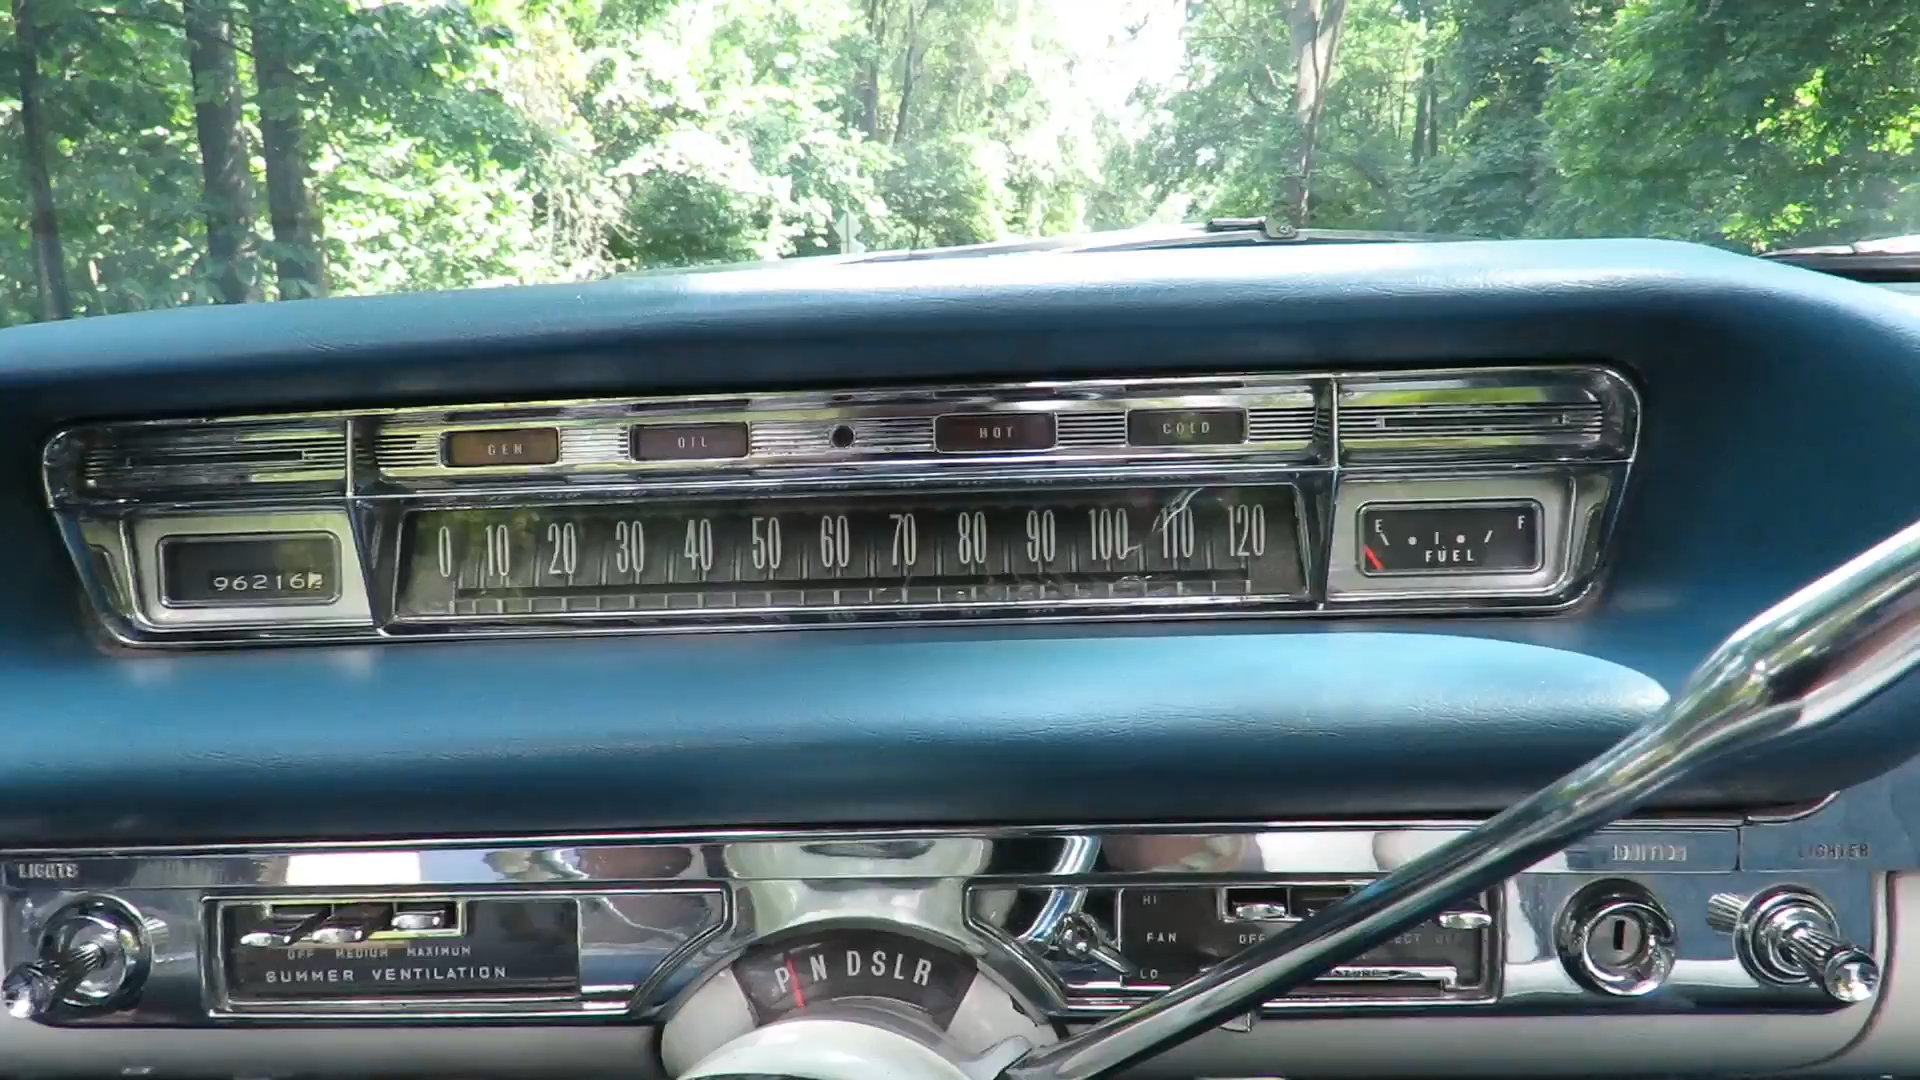 GEN OIL HOT COLD
0 10 20 30 40 50 60 70 80 90 100 110 120
E F
FUEL
96216
LIGHTS
IGNITION
LIGHTER
OFF MEDIUM MAXIMUM
SUMMER VENTILATION
P N D S L R
HI
FAN
LO
OFF